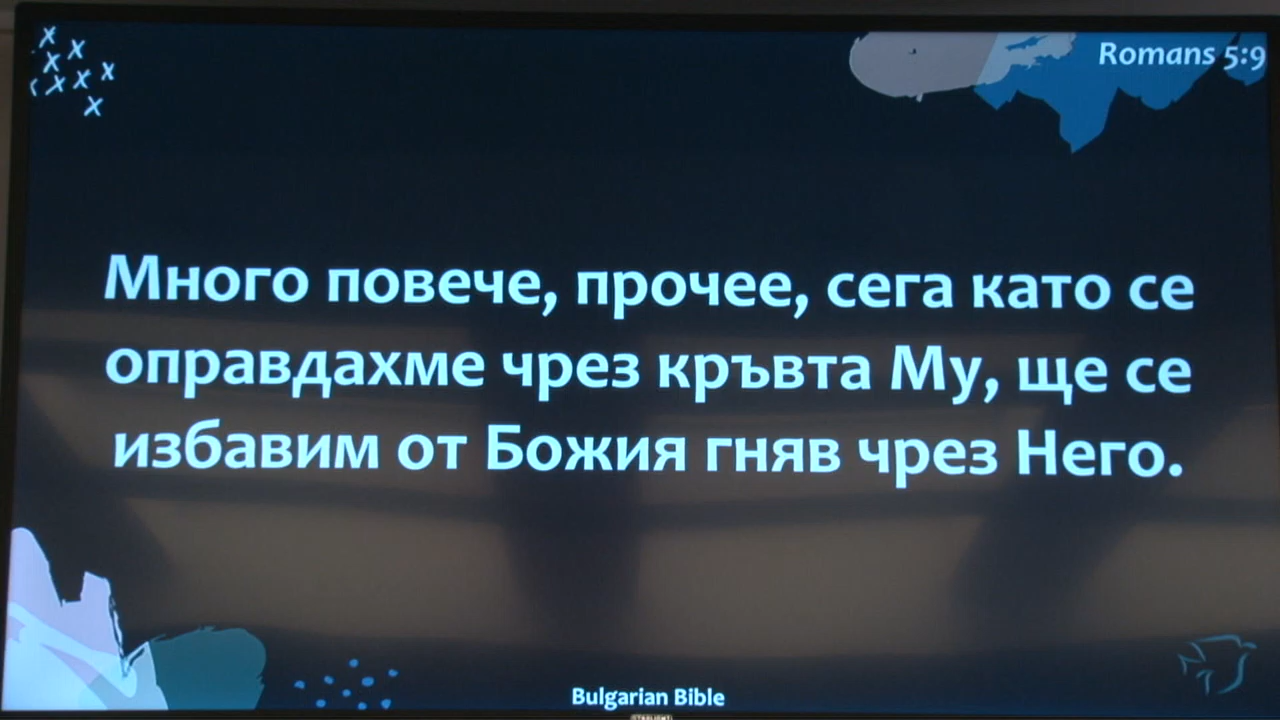 Romans 5:9
Много повече, прочее, сега като се
оправдахме чрез кръвта Му, ще се
избавим от Божия гняв чрез Него.
Bulgarian Bible
STARLIGHT